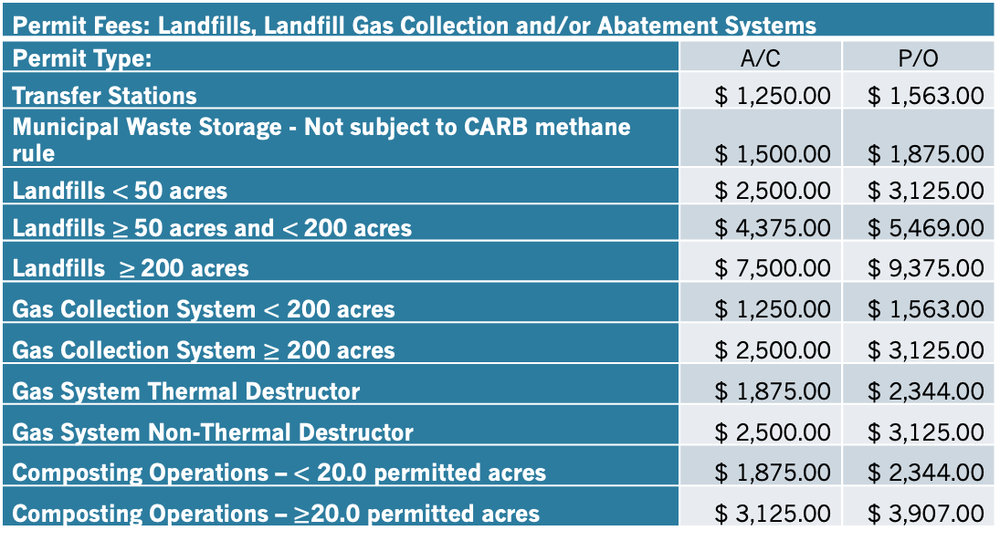 Permit Fees: Landfills, Landfill Gas Collection and/or Abatement Systems
Permit Type: A/C P/O
Transfer Stations $ 1,250.00 $ 1,563.00
Municipal Waste Storage - Not subject to CARB methane
rule $ 1,500.00 $ 1,875.00
Landfills < 50 acres $ 2,500.00 $ 3,125.00
Landfills ≥ 50 acres and < 200 acres $ 4,375.00 $ 5,469.00
Landfills ≥ 200 acres $ 7,500.00 $ 9,375.00
Gas Collection System < 200 acres $ 1,250.00 $ 1,563.00
Gas Collection System ≥ 200 acres $ 2,500.00 $ 3,125.00
Gas System Thermal Destructor $ 1,875.00 $ 2,344.00
Gas System Non-Thermal Destructor $ 2,500.00 $ 3,125.00
Composting Operations – < 20.0 permitted acres $ 1,875.00 $ 2,344.00
Composting Operations – ≥20.0 permitted acres $ 3,125.00 $ 3,907.00